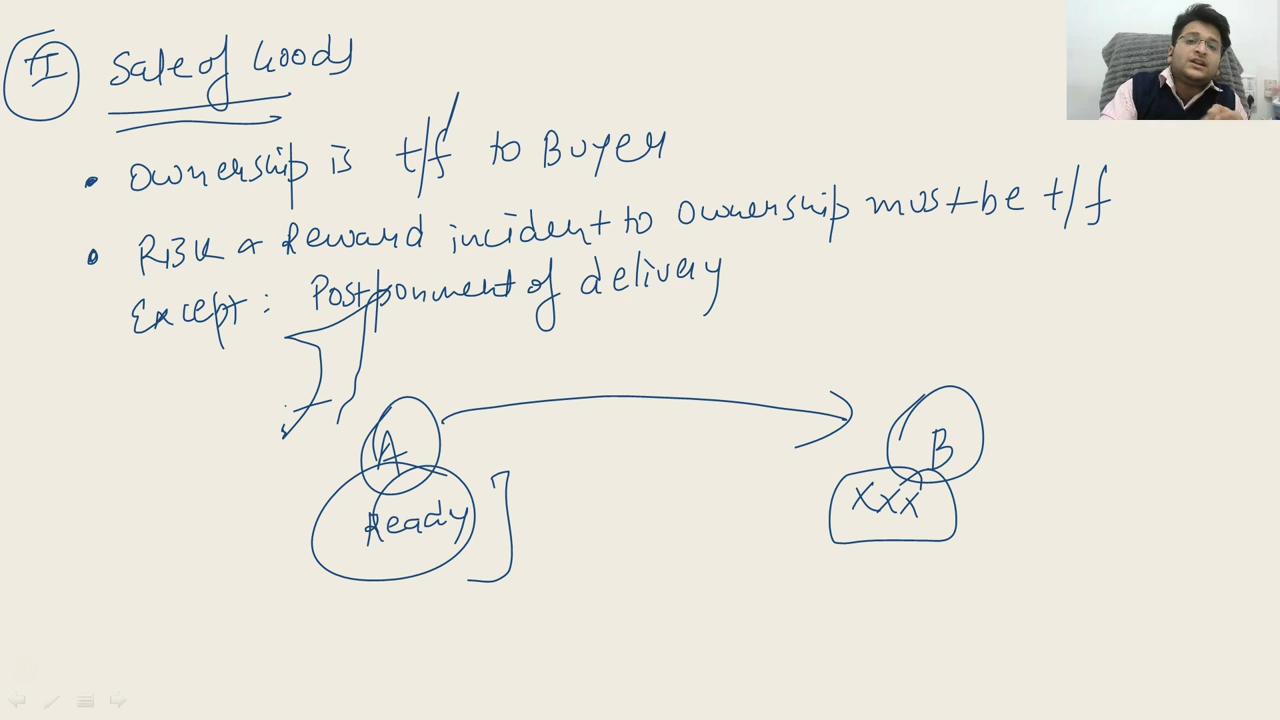 I Sale of Goods
• Ownership is t/f to Buyer
• Risk & Reward incident to ownership must be t/f
Except: Postponment of delivery
A B
Ready XXX